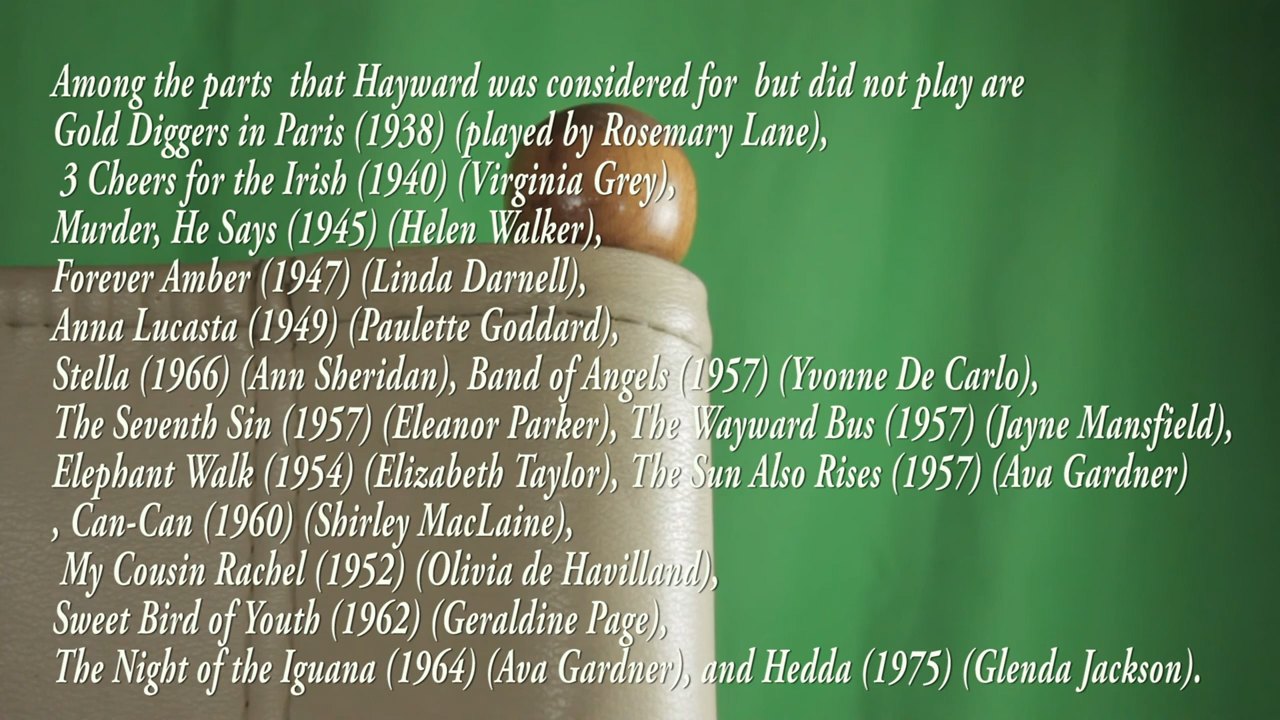 Among the parts that Hayward was considered for but did not play are
Gold Diggers in Paris (1938) (played by Rosemary Lane),
3 Cheers for the Irish (1940) (Virginia Grey),
Murder, He Says (1945) (Helen Walker),
Forever Amber (1947) (Linda Darnell),
Anna Lucasta (1949) (Paulette Goddard),
Stella (1966) (Ann Sheridan), Band of Angels (1957) (Yvonne De Carlo),
The Seventh Sin (1957) (Eleanor Parker), The Wayward Bus (1957) (Jayne Mansfield),
Elephant Walk (1954) (Elizabeth Taylor), The Sun Also Rises (1957) (Ava Gardner)
, Can-Can (1960) (Shirley MacLaine),
My Cousin Rachel (1952) (Olivia de Havilland),
Sweet Bird of Youth (1962) (Geraldine Page),
The Night of the Iguana (1964) (Ava Gardner), and Hedda (1975) (Glenda Jackson).